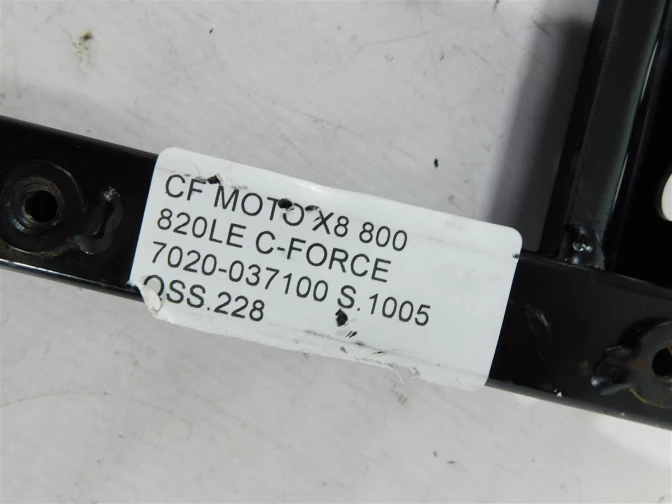 CF MOTO X8 800
820LE C-FORCE
7020-037100 S.1005
OSS.228